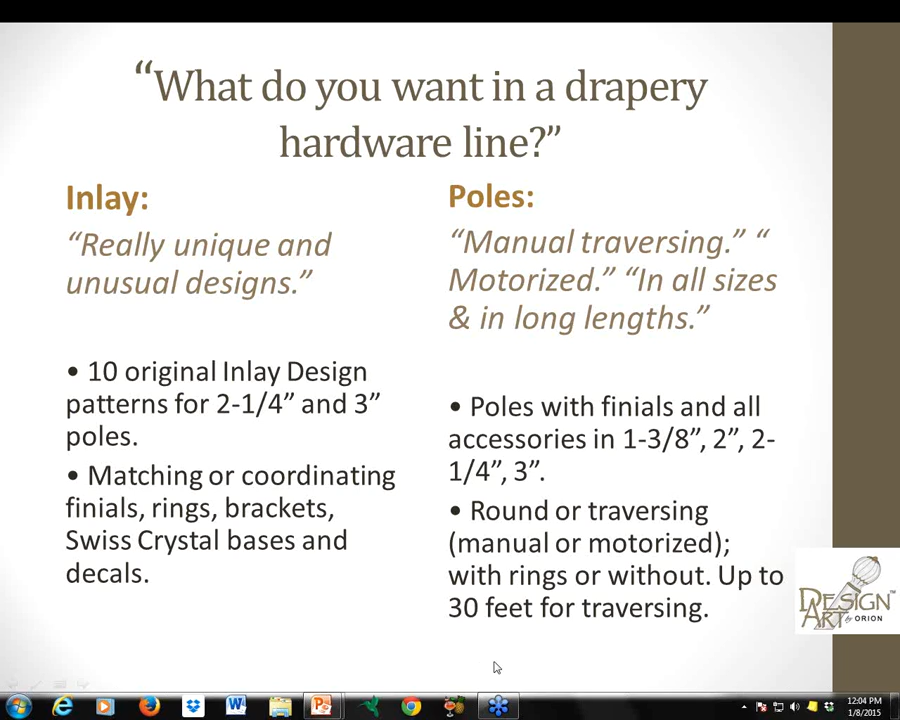 “What do you want in a drapery
hardware line?”
Inlay:
“Really unique and
unusual designs.”
• 10 original Inlay Design
patterns for 2-1/4” and 3”
poles.
• Matching or coordinating
finials, rings, brackets,
Swiss Crystal bases and
decals.
Poles:
“Manual traversing.” “
Motorized.” “In all sizes
& in long lengths.”
• Poles with finials and all
accessories in 1-3/8”, 2”, 2-
1/4”, 3”.
• Round or traversing
(manual or motorized);
with rings or without. Up to
30 feet for traversing.
DESIGN™
ART by ORION
12:04 PM
1/8/2015